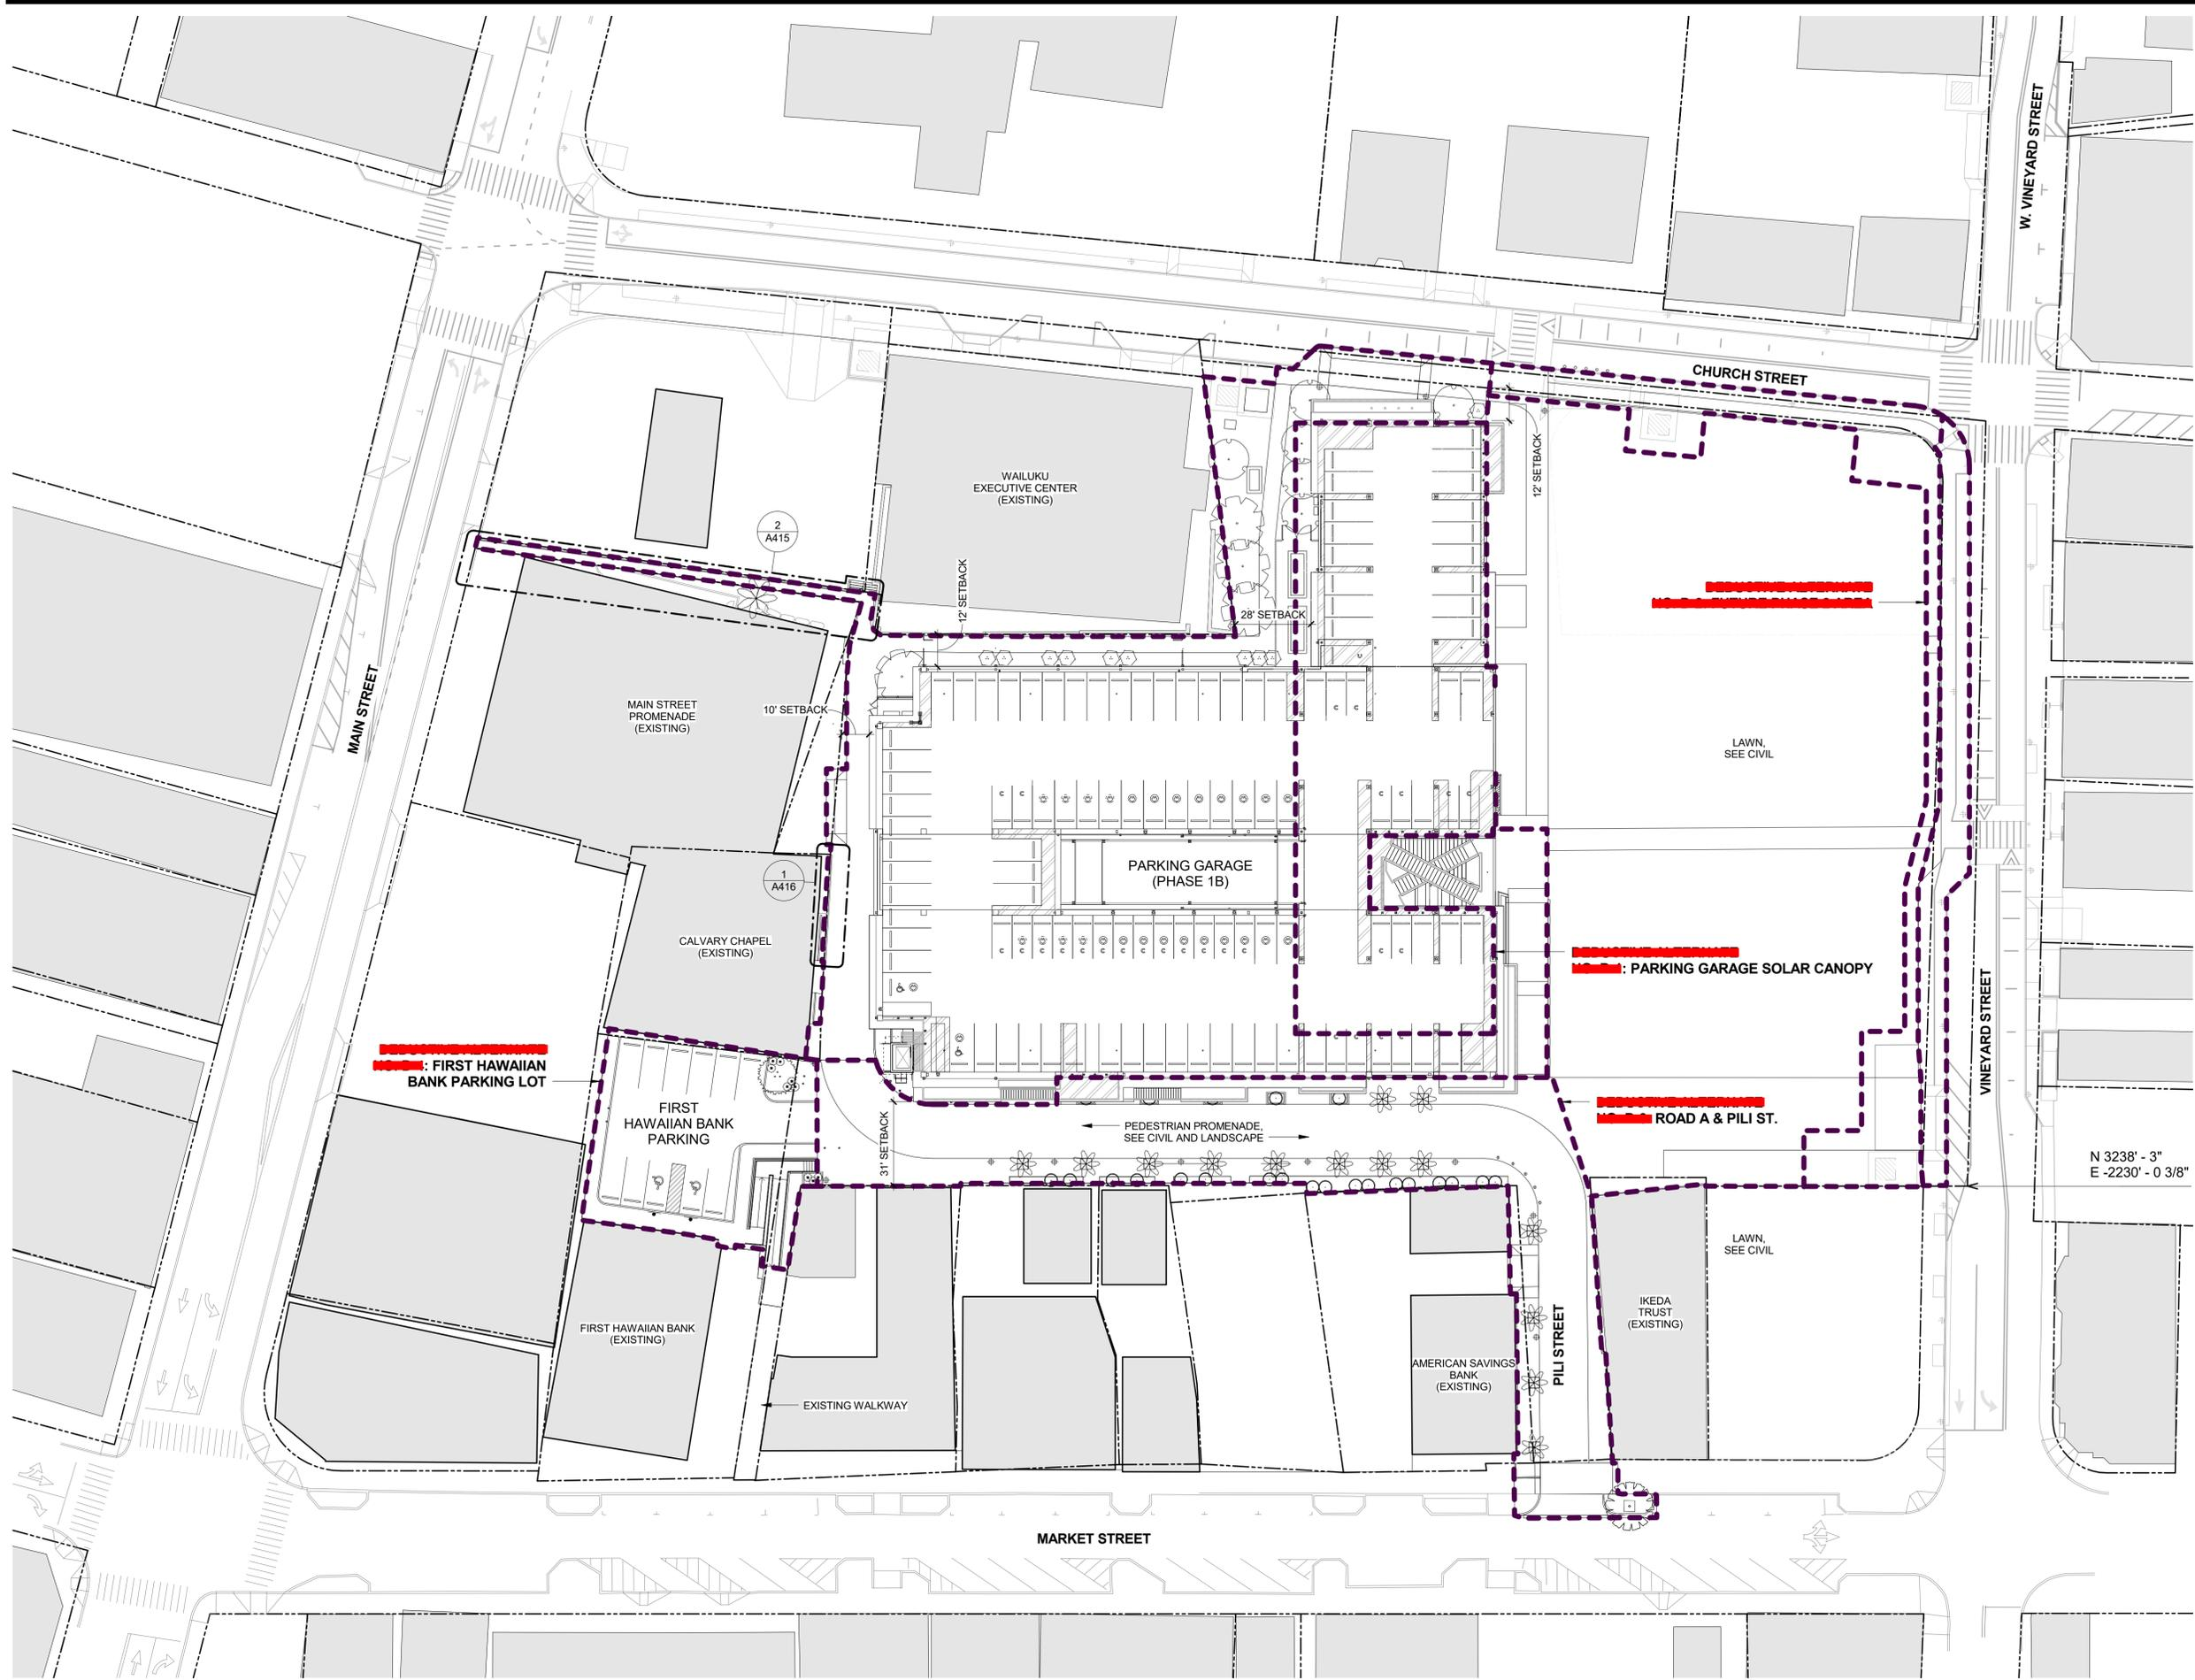 W. VINEYARD STREET
CHURCH STREET
WAILUKU
EXECUTIVE CENTER
(EXISTING)
12' SETBACK
2
A415
12' SETBACK
28' SETBACK
MAIN STREET
MAIN STREET
PROMENADE
(EXISTING)
10' SETBACK
LAWN,
SEE CIVIL
1
A416
PARKING GARAGE
(PHASE 1B)
CALVARY CHAPEL
(EXISTING)
: PARKING GARAGE SOLAR CANOPY
VINEYARD STREET
: FIRST HAWAIIAN
BANK PARKING LOT
FIRST
HAWAIIAN BANK
PARKING
31' SETBACK
PEDESTRIAN PROMENADE,
SEE CIVIL AND LANDSCAPE
ROAD A & PILI ST.
N 3238' - 3"
E -2230' - 0 3/8"
LAWN,
SEE CIVIL
FIRST HAWAIIAN BANK
(EXISTING)
IKEDA
TRUST
(EXISTING)
PILI STREET
AMERICAN SAVINGS
BANK
(EXISTING)
EXISTING WALKWAY
MARKET STREET